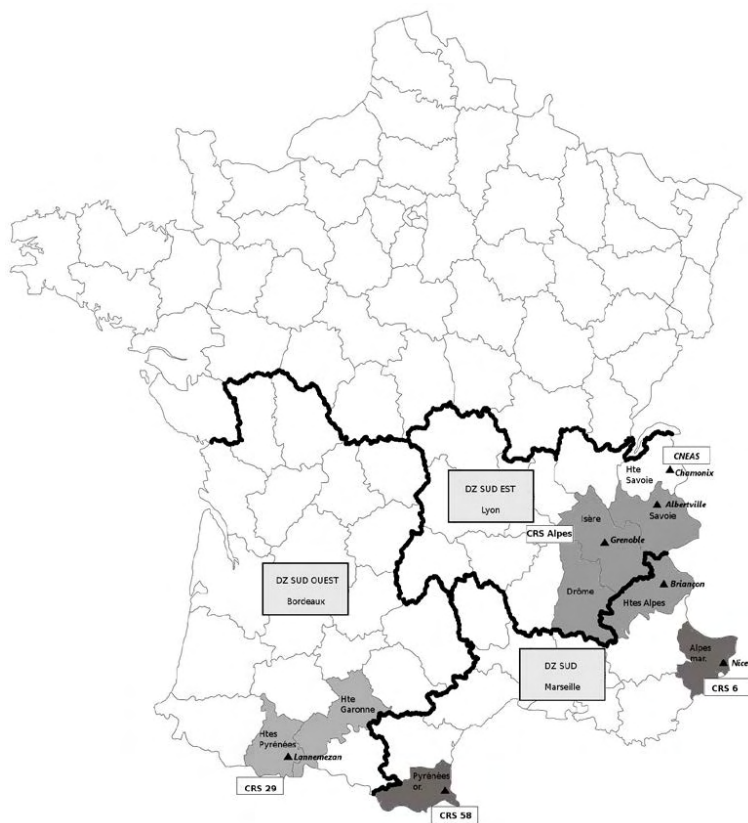 CNEAS
Hte
Savoie
Chamonix
DZ SUD EST
Lyon
Albertville
Isère
Savoie
CRS Alpes
Grenoble
DZ SUD OUEST
Bordeaux
Briançon
Drôme
Htes Alpes
Alpes
mar.
DZ SUD
Marseille
Nice
CRS 6
Hte
Garonne
Htes
Pyrénées
Lannemezan
CRS 29
Pyrénées
or.
CRS 58